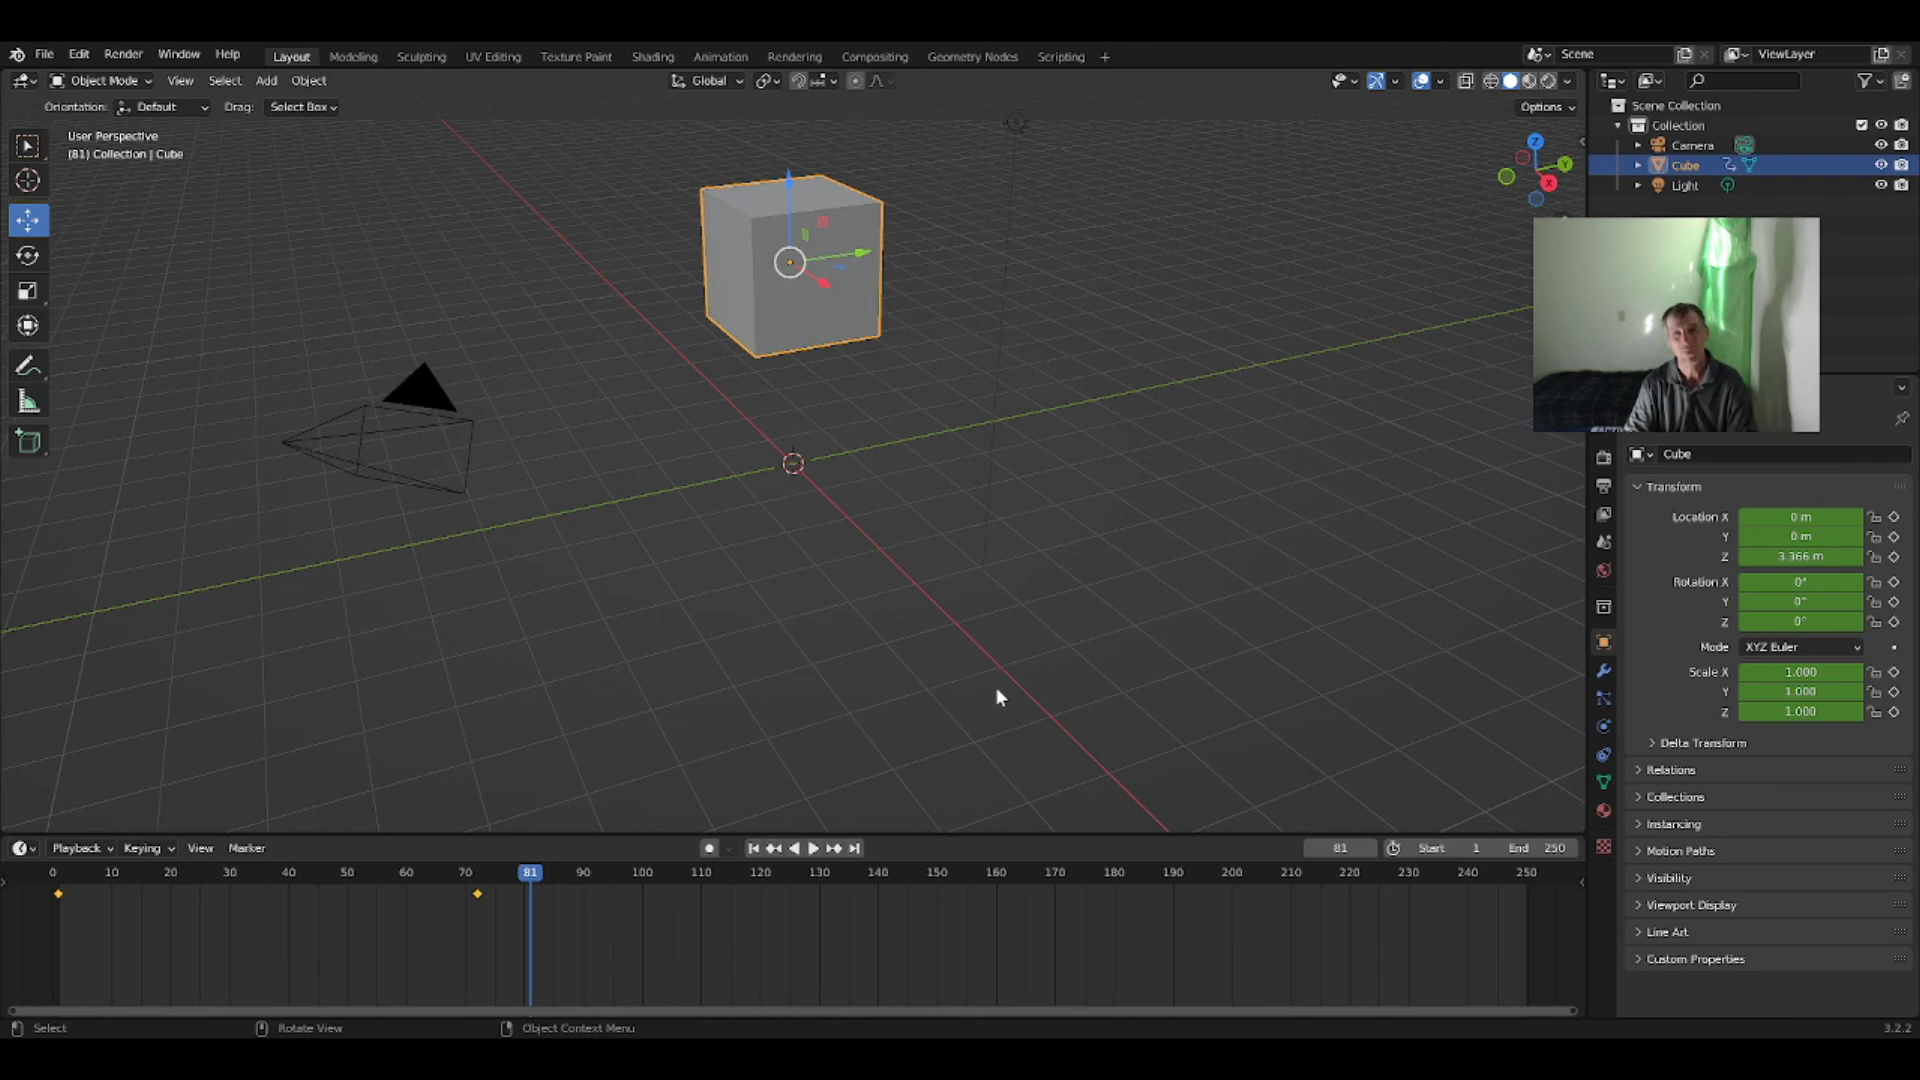 File Edit Render Window Help Layout Modeling Sculpting UV Editing Texture Paint Shading Animation Rendering Compositing Geometry Nodes Scripting + Scene ViewLayer
Object Mode View Select Add Object Global
Orientation: Default Drag: Select Box Options
User Perspective
(81) Collection | Cube
Z
Y
X
Scene Collection
Collection
Camera
Cube
Light
Cube
Transform
Location X 0 m
Y 0 m
Z 3.366 m
Rotation X 0°
Y 0°
Z 0°
Mode XYZ Euler
Scale X 1.000
Y 1.000
Z 1.000
Delta Transform
Relations
Collections
Instancing
Motion Paths
Visibility
Viewport Display
Line Art
Custom Properties
Playback Keying View Marker 81 Start 1 End 250
0 10 20 30 40 50 60 70 81 90 100 110 120 130 140 150 160 170 180 190 200 210 220 230 240 250
Select Rotate View Object Context Menu 3.2.2